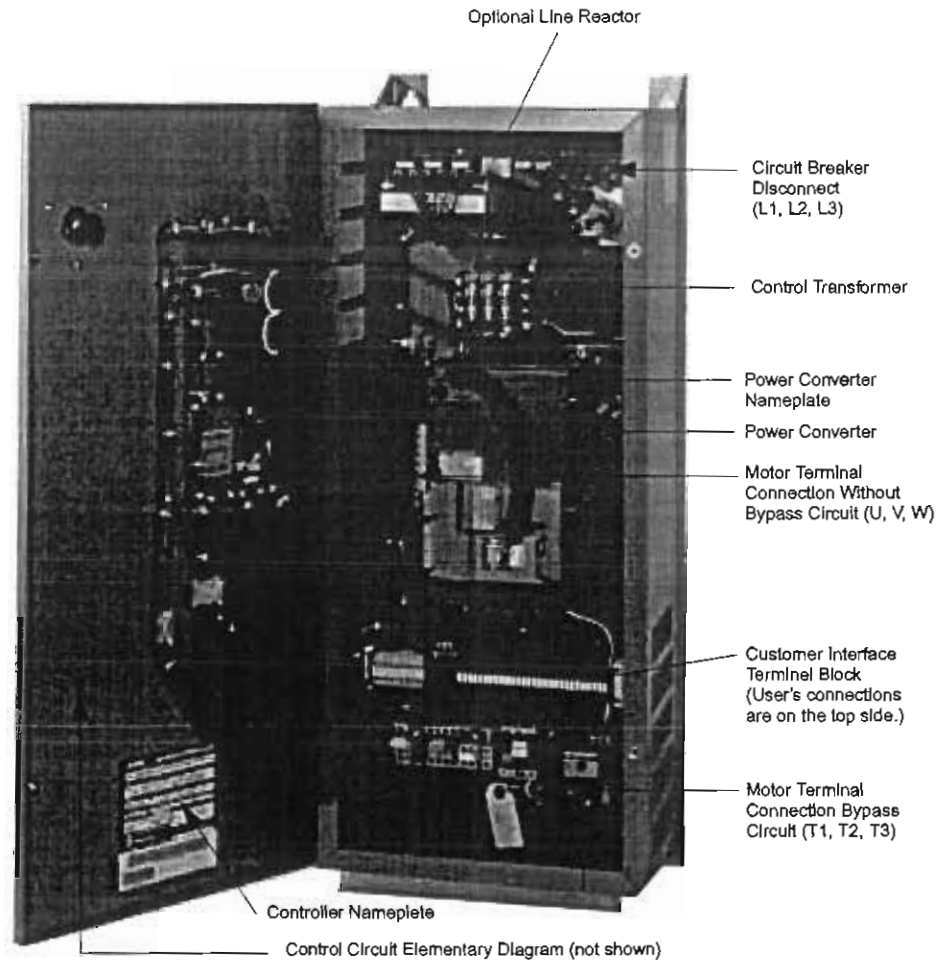 Optional Line Reactor
Circuit Breaker
Disconnect
(L1, L2, L3)
Control Transformer
Power Converter
Nameplate
Power Converter
Motor Terminal
Connection Without
Bypass Circuit (U, V, W)
Customer Interface
Terminel Block
(User's connections
are on the top side.)
Motor Terminal
Connection Bypass
Circuit (T1, T2, T3)
Controller Nameplete
Control Circuit Elementary Diagram (not shown)